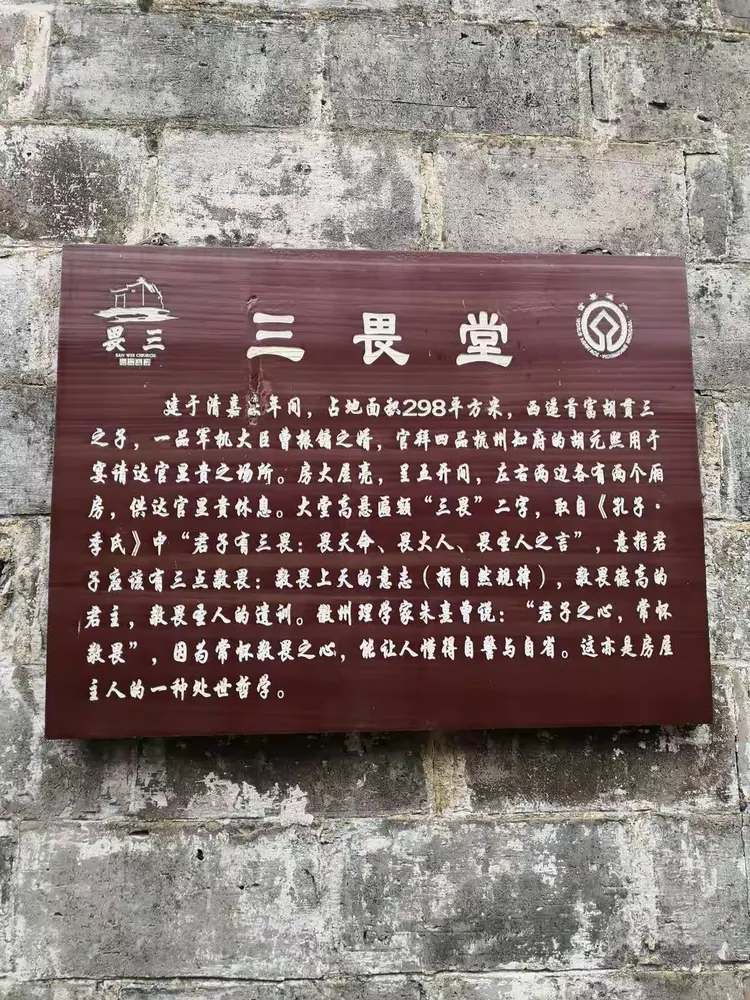 畏三
SAN WEI CHURCH
三畏堂
建于清嘉庆年间，占地面积298平方米，西递首富胡贯三
之子，一品军机大臣曹振镛之婿，官拜四品杭州知府的胡元熙用于
宴请达官显贵之场所。房大屋亮，呈五开间，左右两边各有两个厢
房，供达官显贵休息。大堂高悬匾额“三畏”二字，取自《孔子·
季氏》中“君子有三畏：畏天命、畏大人、畏圣人之言”，意指君
子应该有三点敬畏：敬畏上天的意志（指自然规律），敬畏德高的
君主，敬畏圣人的遗训。徽州理学家朱熹曾说：“君子之心，常怀
敬畏”，因为常怀敬畏之心，能让人懂得自警与自省。这亦是房屋
主人的一种处世哲学。